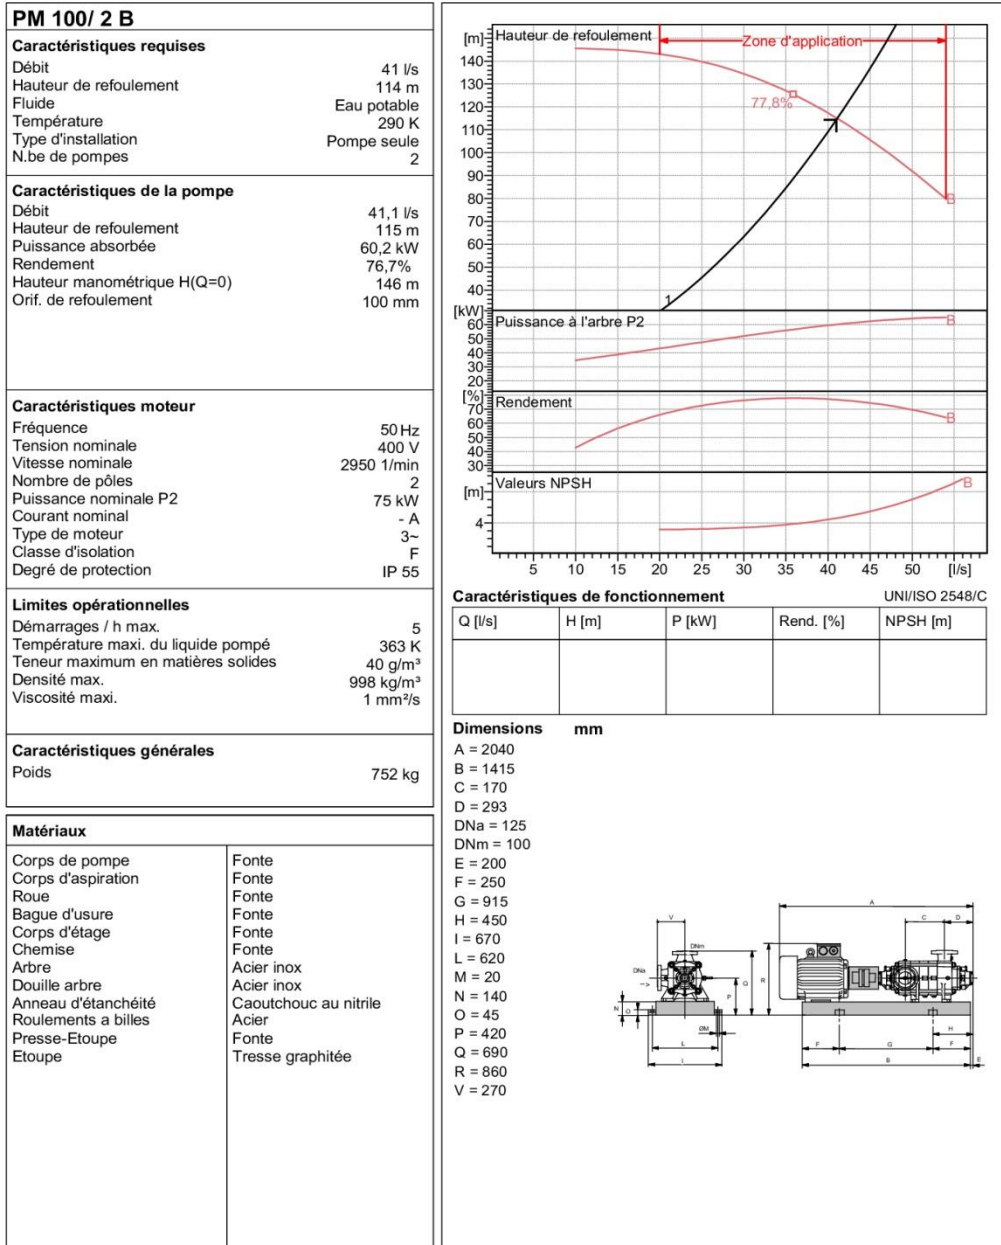 PM 100/ 2 B
Caractéristiques requises
Débit 41 l/s
Hauteur de refoulement 114 m
Fluide Eau potable
Température 290 K
Type d'installation Pompe seule
N.be de pompes 2
Caractéristiques de la pompe
Débit 41,1 l/s
Hauteur de refoulement 115 m
Puissance absorbée 60,2 kW
Rendement 76,7%
Hauteur manométrique H(Q=0) 146 m
Orif. de refoulement 100 mm
Caractéristiques moteur
Fréquence 50 Hz
Tension nominale 400 V
Vitesse nominale 2950 1/min
Nombre de pôles 2
Puissance nominale P2 75 kW
Courant nominal - A
Type de moteur 3~
Classe d'isolation F
Degré de protection IP 55
Limites opérationnelles
Démarrages / h max. 5
Température maxi. du liquide pompé 363 K
Teneur maximum en matières solides 40 g/m³
Densité max. 998 kg/m³
Viscosité maxi. 1 mm²/s
Caractéristiques générales
Poids 752 kg
Matériaux
Corps de pompe Fonte
Corps d'aspiration Fonte
Roue Fonte
Bague d'usure Fonte
Corps d'étage Fonte
Chemise Fonte
Arbre Acier inox
Douille arbre Acier inox
Anneau d'étanchéité Caoutchouc au nitrile
Roulements a billes Acier
Presse-Etoupe Fonte
Etoupe Tresse graphitée
[m] Hauteur de refoulement
Zone d'application
140
130
120
110
100
90
80
70
60
50
40
77,8%
B
1
[kW] Puissance à l'arbre P2
60
50
40
30
20
B
[%] Rendement
70
60
50
40
30
B
[m] Valeurs NPSH
4
B
5 10 15 20 25 30 35 40 45 50 [l/s]
Caractéristiques de fonctionnement UNI/ISO 2548/C
Q [l/s] H [m] P [kW] Rend. [%] NPSH [m]
Dimensions mm
A = 2040
B = 1415
C = 170
D = 293
DNa = 125
DNm = 100
E = 200
F = 250
G = 915
H = 450
I = 670
L = 620
M = 20
N = 140
O = 45
P = 420
Q = 690
R = 860
V = 270
V
DNm
DNa
N
O
P
Q
ØM
L
I
A
C
D
R
H
F
G
F
B
E